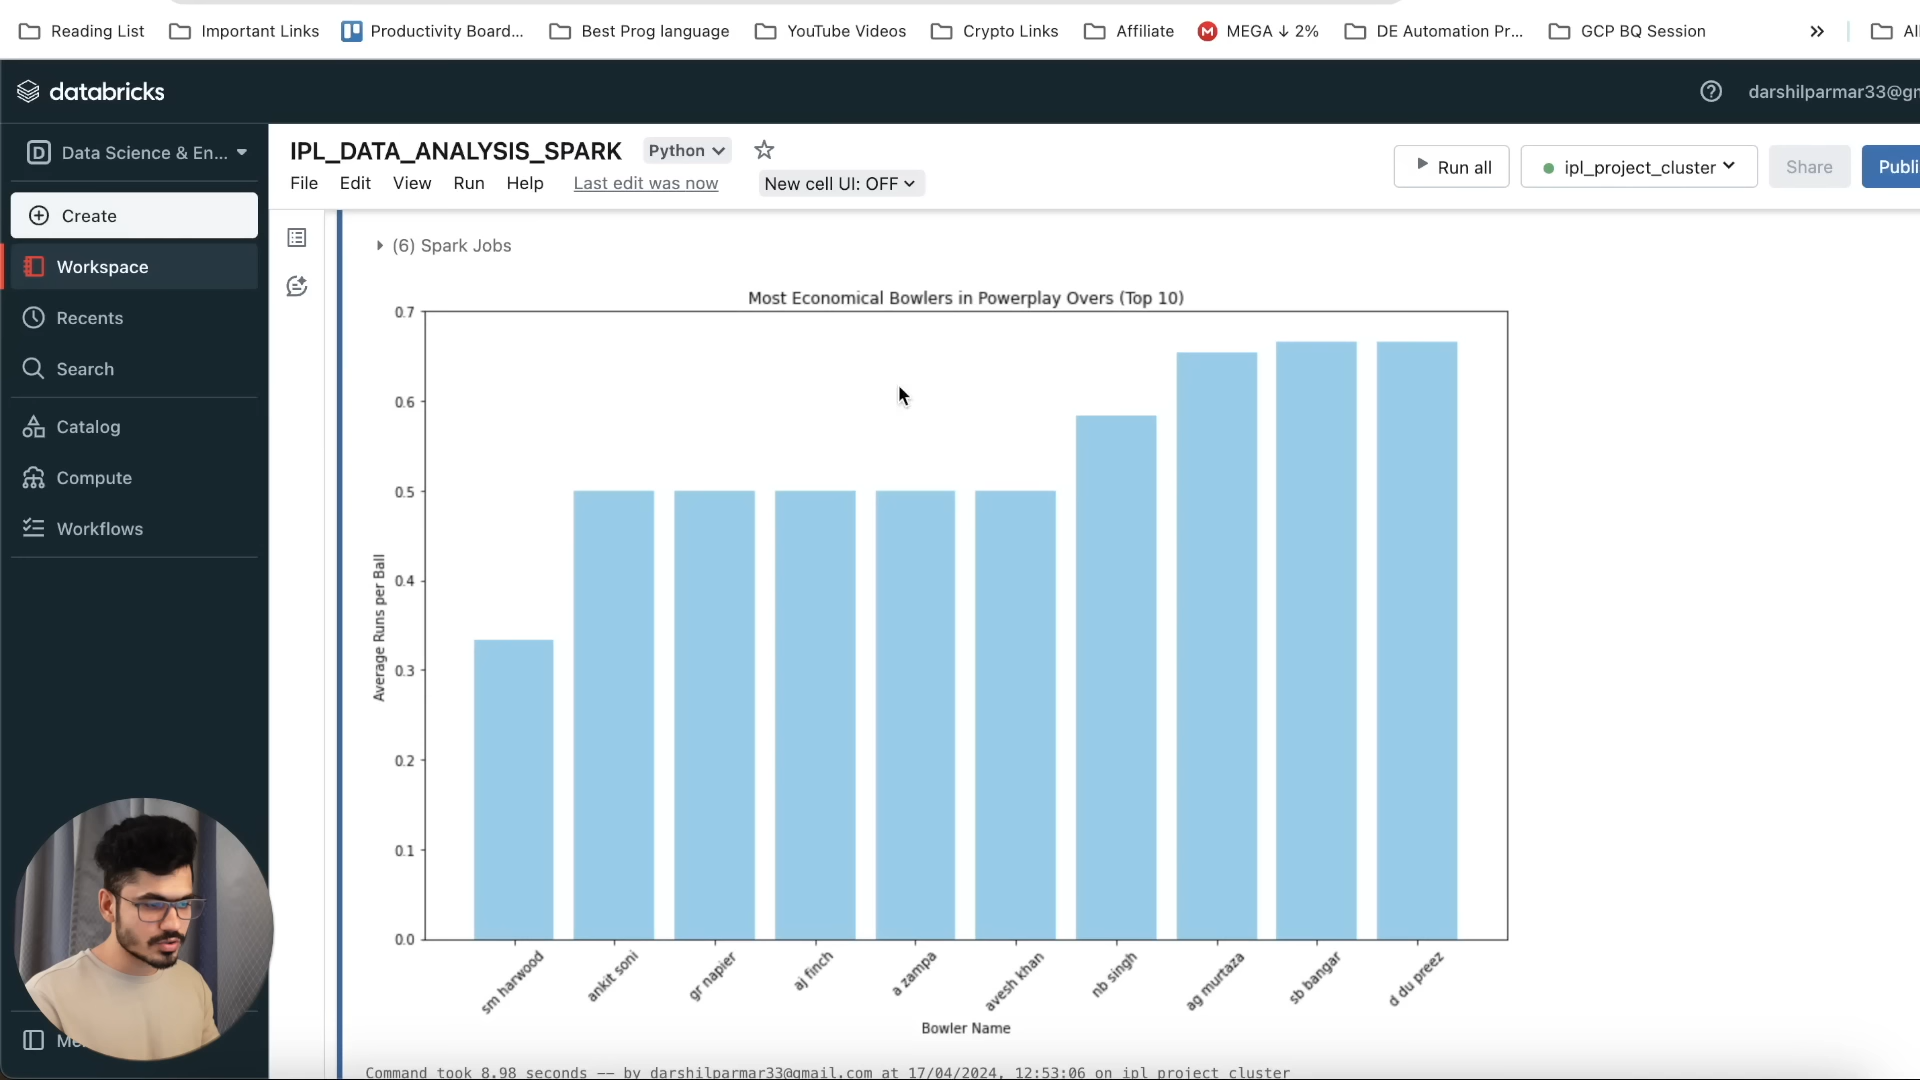 Reading List
Important Links
Productivity Board...
Best Prog language
YouTube Videos
Crypto Links
Affiliate
MEGA ↓ 2%
DE Automation Pr...
GCP BQ Session
databricks
darshilparmar33@gm
D Data Science & En...
Create
Workspace
Recents
Search
Catalog
Compute
Workflows
IPL_DATA_ANALYSIS_SPARK
Python
File Edit View Run Help Last edit was now
New cell UI: OFF
Run all
ipl_project_cluster
Share
(6) Spark Jobs
Most Economical Bowlers in Powerplay Overs (Top 10)
Average Runs per Ball
0.7
0.6
0.5
0.4
0.3
0.2
0.1
0.0
sm harwood
ankit soni
gr napier
aj finch
a zampa
avesh khan
nb singh
ag murtaza
sb bangar
d du preez
Bowler Name
Command took 8.98 seconds -- by darshilparmar33@gmail.com at 17/04/2024, 12:53:06 on ipl_project_cluster